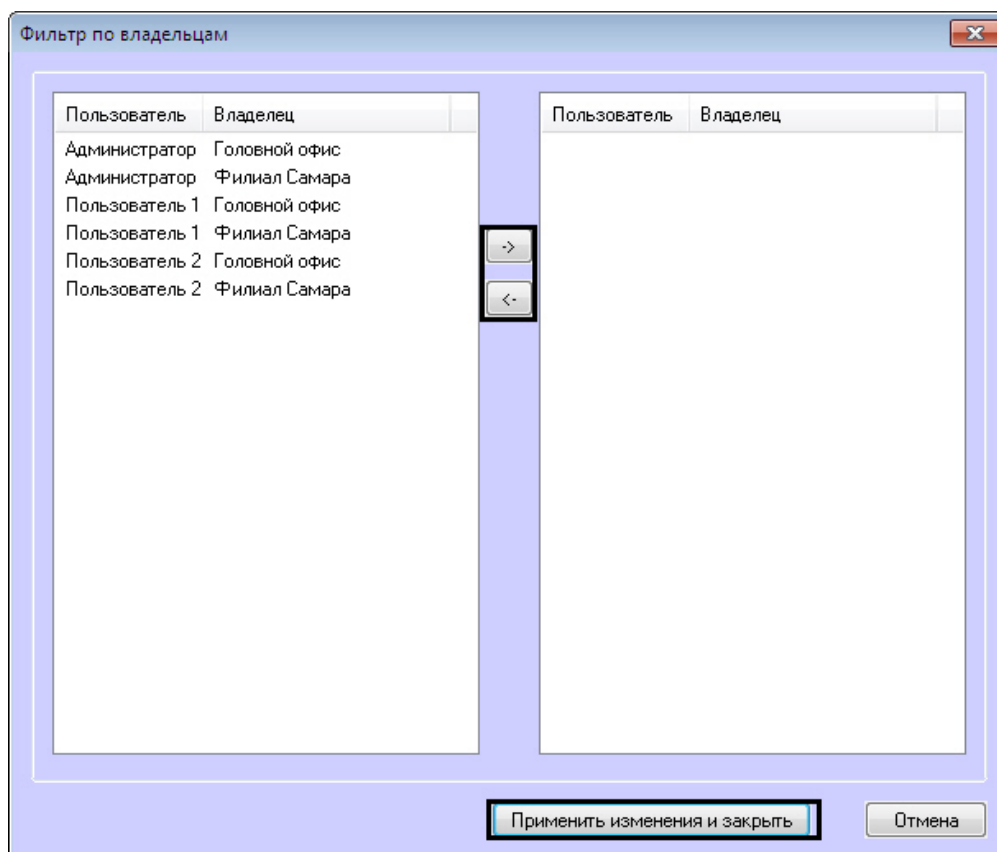 Фильтр по владельцам
Пользователь Владелец
Администратор Головной офис
Администратор Филиал Самара
Пользователь 1 Головной офис
Пользователь 1 Филиал Самара
Пользователь 2 Головной офис
Пользователь 2 Филиал Самара
->
<-
Пользователь Владелец
Применить изменения и закрыть
Отмена